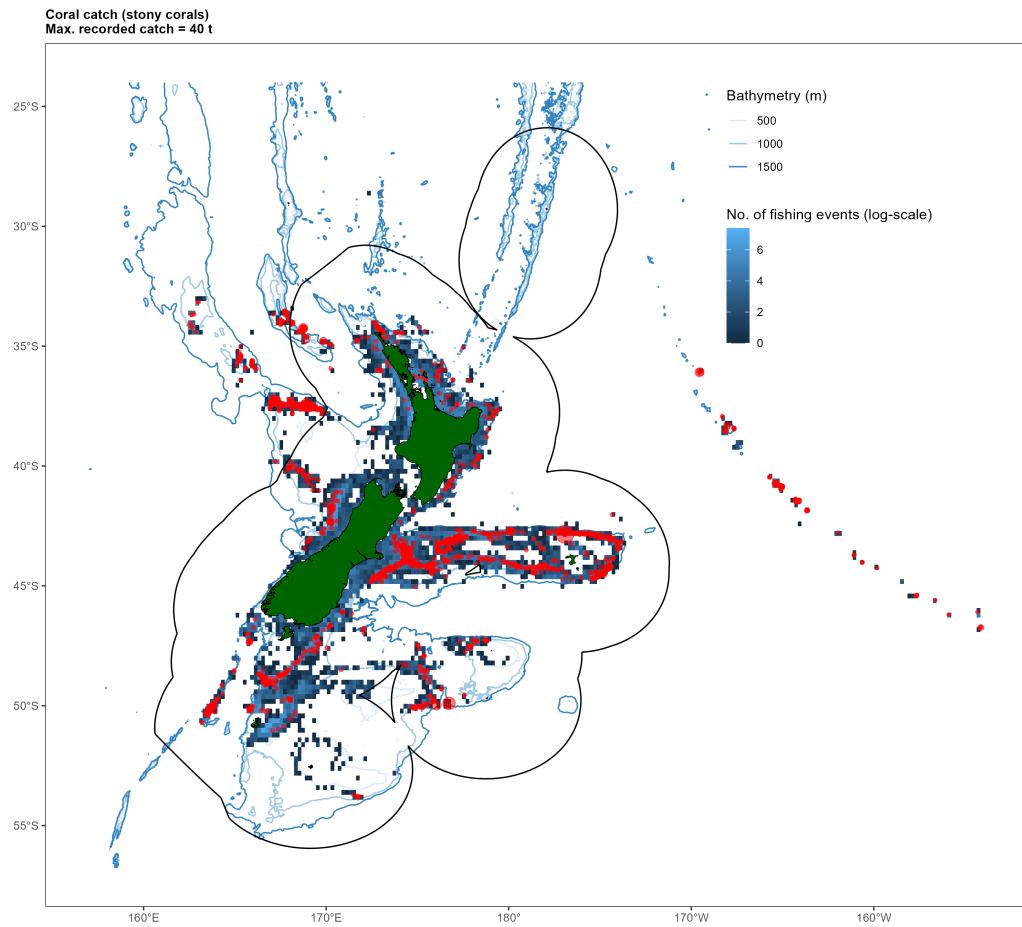 Coral catch (stony corals)
Max. recorded catch = 40 t
25°S
30°S
35°S
40°S
45°S
50°S
55°S
Bathymetry (m)
500
1000
1500
No. of fishing events (log-scale)
6
4
2
0
160°E
170°E
180°
170°W
160°W